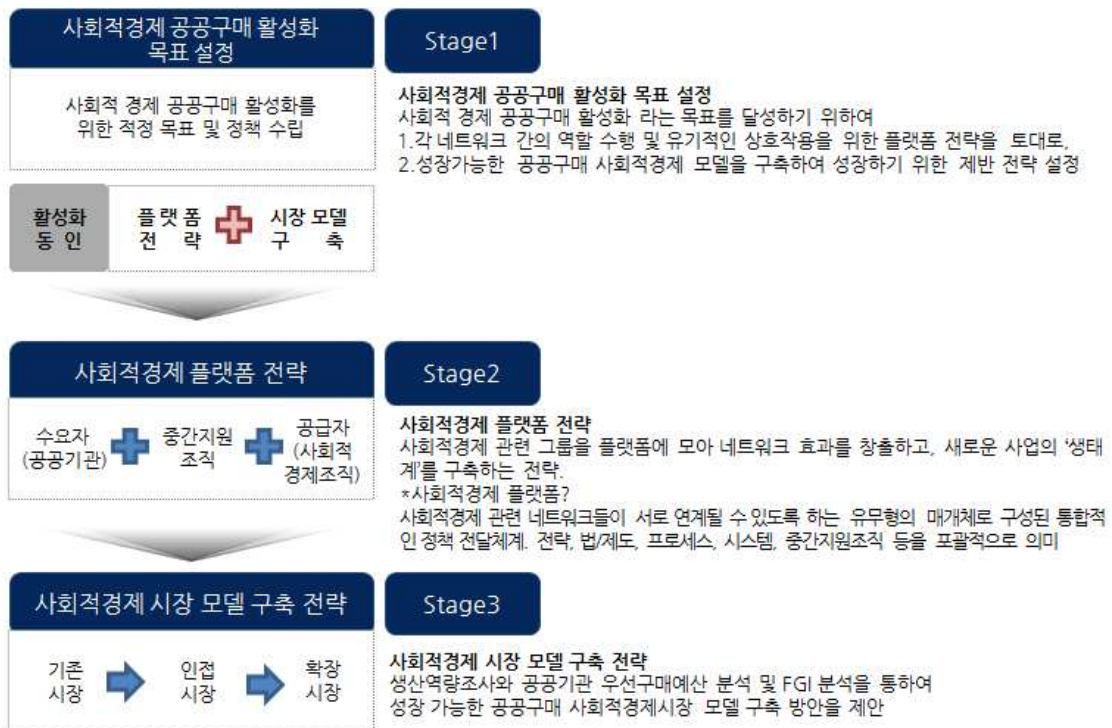 사회적경제 공공구매 활성화
목표 설정
사회적 경제 공공구매 활성화를
위한 적정 목표 및 정책 수립
활성화
동 인
플랫폼
전 략
시장 모델
구 축
Stage1
사회적경제 공공구매 활성화 목표 설정
사회적 경제 공공구매 활성화 라는 목표를 달성하기 위하여
1.각 네트워크 간의 역할 수행 및 유기적인 상호작용을 위한 플랫폼 전략을 토대로,
2.성장가능한 공공구매 사회적경제 모델을 구축하여 성장하기 위한 제반 전략 설정
사회적경제 플랫폼 전략
수요자
(공공기관)
중간지원
조직
공급자
(사회적
경제조직)
Stage2
사회적경제 플랫폼 전략
사회적경제 관련 그룹을 플랫폼에 모아 네트워크 효과를 창출하고, 새로운 사업의 ‘생태
계’를 구축하는 전략.
*사회적경제 플랫폼?
사회적경제 관련 네트워크들이 서로 연계될 수 있도록 하는 유무형의 매개체로 구성된 통합적
인 정책 전달체계. 전략, 법/제도, 프로세스, 시스템, 중간지원조직 등을 포괄적으로 의미
사회적경제 시장 모델 구축 전략
기존
시장
인접
시장
확장
시장
Stage3
사회적경제 시장 모델 구축 전략
생산역량조사와 공공기관 우선구매예산 분석 및 FGI 분석을 통하여
성장 가능한 공공구매 사회적경제시장 모델 구축 방안을 제안